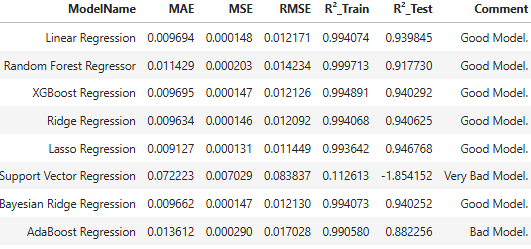 ModelName MAE MSE RMSE R²_Train R²_Test Comment
Linear Regression 0.009694 0.000148 0.012171 0.994074 0.939845 Good Model.
Random Forest Regressor 0.011429 0.000203 0.014234 0.999713 0.917730 Good Model.
XGBoost Regression 0.009695 0.000147 0.012126 0.994891 0.940292 Good Model.
Ridge Regression 0.009634 0.000146 0.012092 0.994068 0.940625 Good Model.
Lasso Regression 0.009127 0.000131 0.011449 0.993642 0.946768 Good Model.
Support Vector Regression 0.072223 0.007029 0.083837 0.112613 -1.854152 Very Bad Model.
Bayesian Ridge Regression 0.009662 0.000147 0.012130 0.994073 0.940252 Good Model.
AdaBoost Regression 0.013612 0.000290 0.017028 0.990580 0.882256 Bad Model.